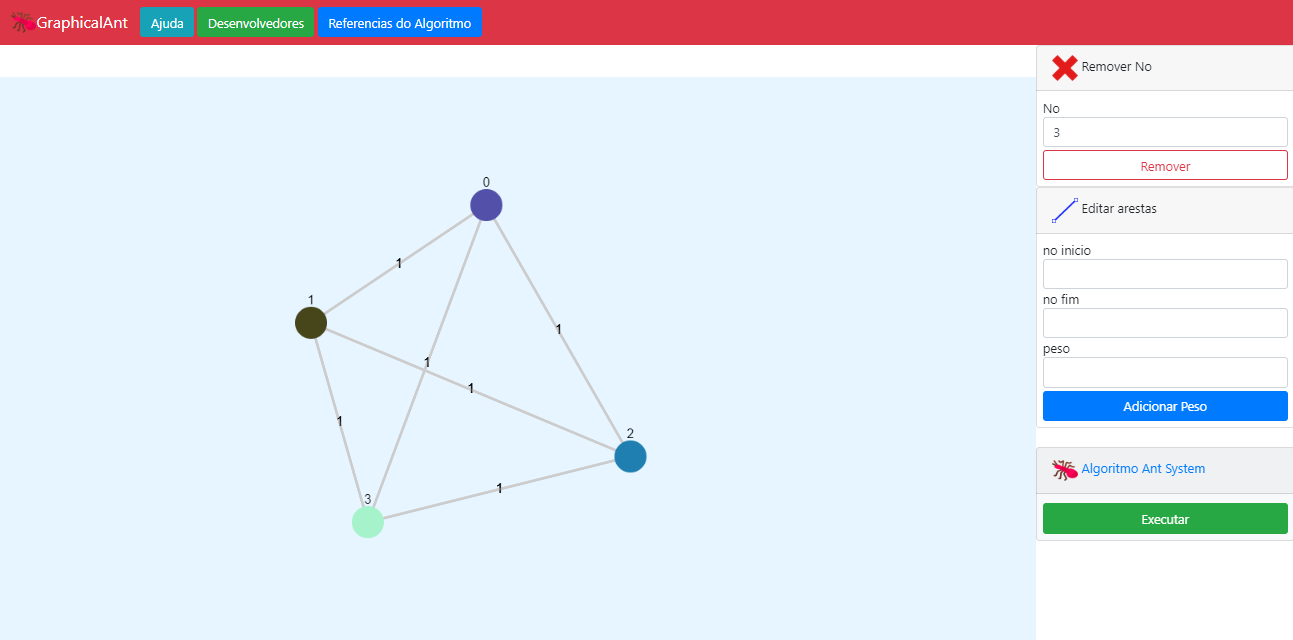 GraphicalAnt Ajuda Desenvolvedores Referencias do Algoritmo
Remover No
No
3
Remover
Editar arestas
no inicio
no fim
peso
Adicionar Peso
Algoritmo Ant System
Executar
0
1
1
1
1
1
2
1
3
1